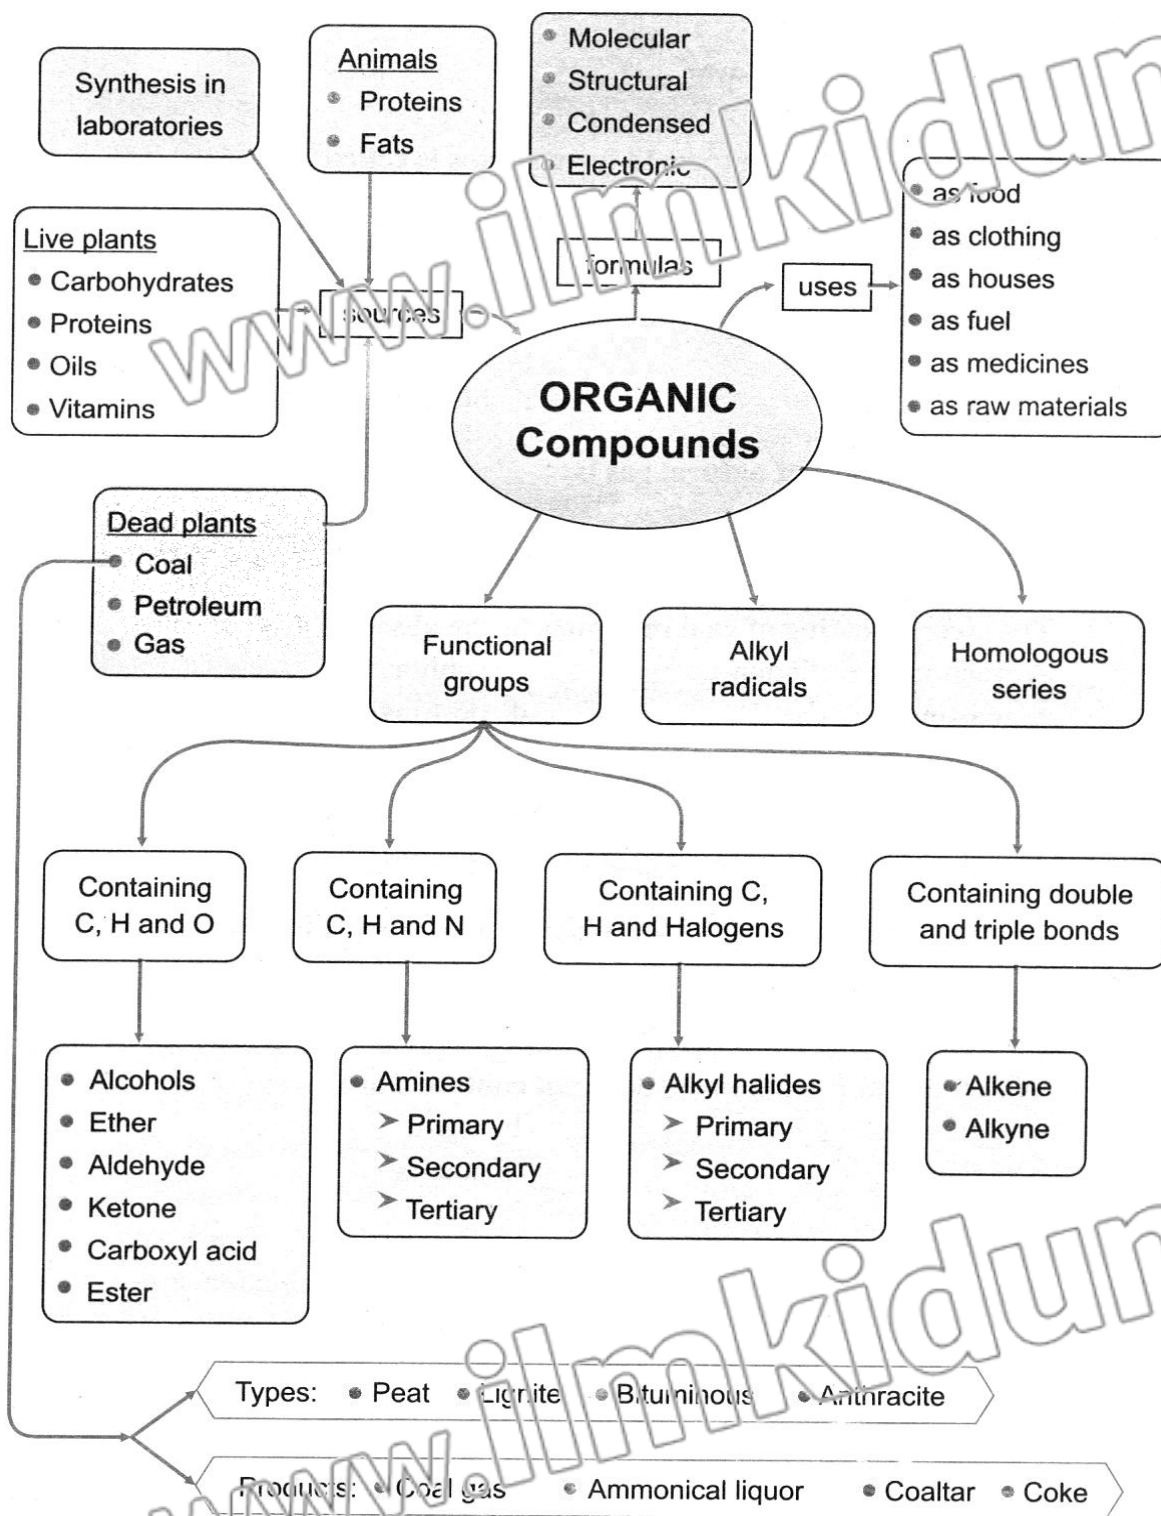 Synthesis in
laboratories
Animals
Proteins
Fats
Molecular
Structural
Condensed
Electronic
as food
as clothing
as houses
as fuel
as medicines
as raw materials
Live plants
Carbohydrates
Proteins
Oils
Vitamins
sources
formulas
uses
ORGANIC
Compounds
Dead plants
Coal
Petroleum
Gas
Functional
groups
Alkyl
radicals
Homologous
series
Containing
C, H and O
Containing
C, H and N
Containing C,
H and Halogens
Containing double
and triple bonds
Alcohols
Ether
Aldehyde
Ketone
Carboxyl acid
Ester
Amines
Primary
Secondary
Tertiary
Alkyl halides
Primary
Secondary
Tertiary
Alkene
Alkyne
Types: Peat Lignite Bituminous Anthracite
Products: Coal gas Ammonical liquor Coaltar Coke
www.ilmkidun
www.ilmkidun